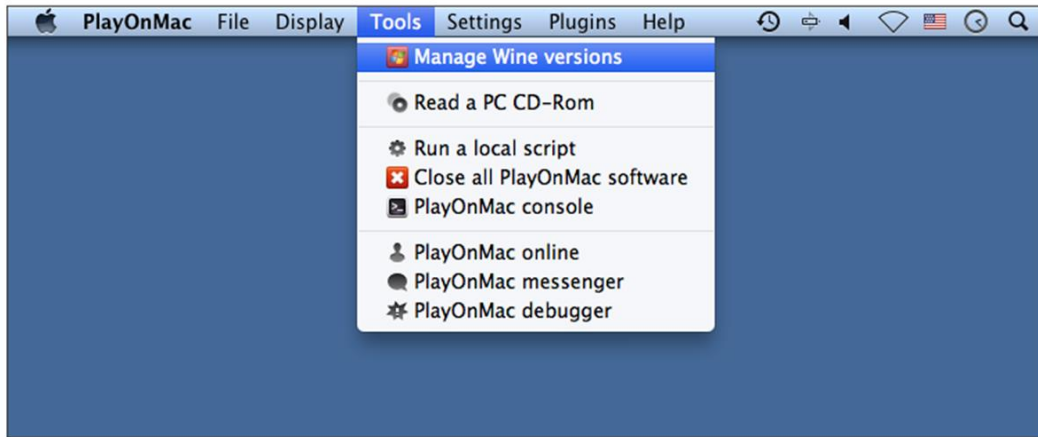 PlayOnMac File Display Tools Settings Plugins Help
Manage Wine versions
Read a PC CD-Rom
Run a local script
Close all PlayOnMac software
PlayOnMac console
PlayOnMac online
PlayOnMac messenger
PlayOnMac debugger